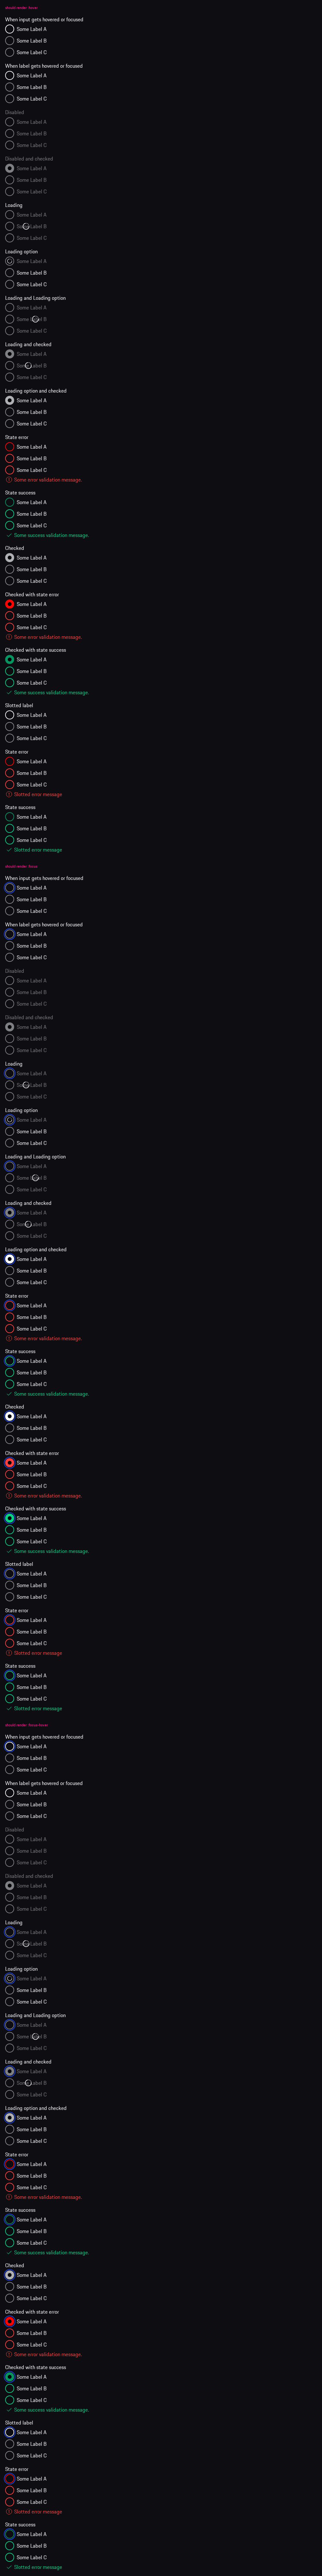 should render: hover
When input gets hovered or focused
Some Label A
Some Label B
Some Label C
When label gets hovered or focused
Some Label A
Some Label B
Some Label C
Disabled
Some Label A
Some Label B
Some Label C
Disabled and checked
Some Label A
Some Label B
Some Label C
Loading
Some Label A
Some Label B
Some Label C
Loading option
Some Label A
Some Label B
Some Label C
Loading and Loading option
Some Label A
Some Label B
Some Label C
Loading and checked
Some Label A
Some Label B
Some Label C
Loading option and checked
Some Label A
Some Label B
Some Label C
State error
Some Label A
Some Label B
Some Label C
Some error validation message.
State success
Some Label A
Some Label B
Some Label C
Some success validation message.
Checked
Some Label A
Some Label B
Some Label C
Checked with state error
Some Label A
Some Label B
Some Label C
Some error validation message.
Checked with state success
Some Label A
Some Label B
Some Label C
Some success validation message.
Slotted label
Some Label A
Some Label B
Some Label C
State error
Some Label A
Some Label B
Some Label C
Slotted error message
State success
Some Label A
Some Label B
Some Label C
Slotted error message
should render: focus
When input gets hovered or focused
Some Label A
Some Label B
Some Label C
When label gets hovered or focused
Some Label A
Some Label B
Some Label C
Disabled
Some Label A
Some Label B
Some Label C
Disabled and checked
Some Label A
Some Label B
Some Label C
Loading
Some Label A
Some Label B
Some Label C
Loading option
Some Label A
Some Label B
Some Label C
Loading and Loading option
Some Label A
Some Label B
Some Label C
Loading and checked
Some Label A
Some Label B
Some Label C
Loading option and checked
Some Label A
Some Label B
Some Label C
State error
Some Label A
Some Label B
Some Label C
Some error validation message.
State success
Some Label A
Some Label B
Some Label C
Some success validation message.
Checked
Some Label A
Some Label B
Some Label C
Checked with state error
Some Label A
Some Label B
Some Label C
Some error validation message.
Checked with state success
Some Label A
Some Label B
Some Label C
Some success validation message.
Slotted label
Some Label A
Some Label B
Some Label C
State error
Some Label A
Some Label B
Some Label C
Slotted error message
State success
Some Label A
Some Label B
Some Label C
Slotted error message
should render: focus-hover
When input gets hovered or focused
Some Label A
Some Label B
Some Label C
When label gets hovered or focused
Some Label A
Some Label B
Some Label C
Disabled
Some Label A
Some Label B
Some Label C
Disabled and checked
Some Label A
Some Label B
Some Label C
Loading
Some Label A
Some Label B
Some Label C
Loading option
Some Label A
Some Label B
Some Label C
Loading and Loading option
Some Label A
Some Label B
Some Label C
Loading and checked
Some Label A
Some Label B
Some Label C
Loading option and checked
Some Label A
Some Label B
Some Label C
State error
Some Label A
Some Label B
Some Label C
Some error validation message.
State success
Some Label A
Some Label B
Some Label C
Some success validation message.
Checked
Some Label A
Some Label B
Some Label C
Checked with state error
Some Label A
Some Label B
Some Label C
Some error validation message.
Checked with state success
Some Label A
Some Label B
Some Label C
Some success validation message.
Slotted label
Some Label A
Some Label B
Some Label C
State error
Some Label A
Some Label B
Some Label C
Slotted error message
State success
Some Label A
Some Label B
Some Label C
Slotted error message